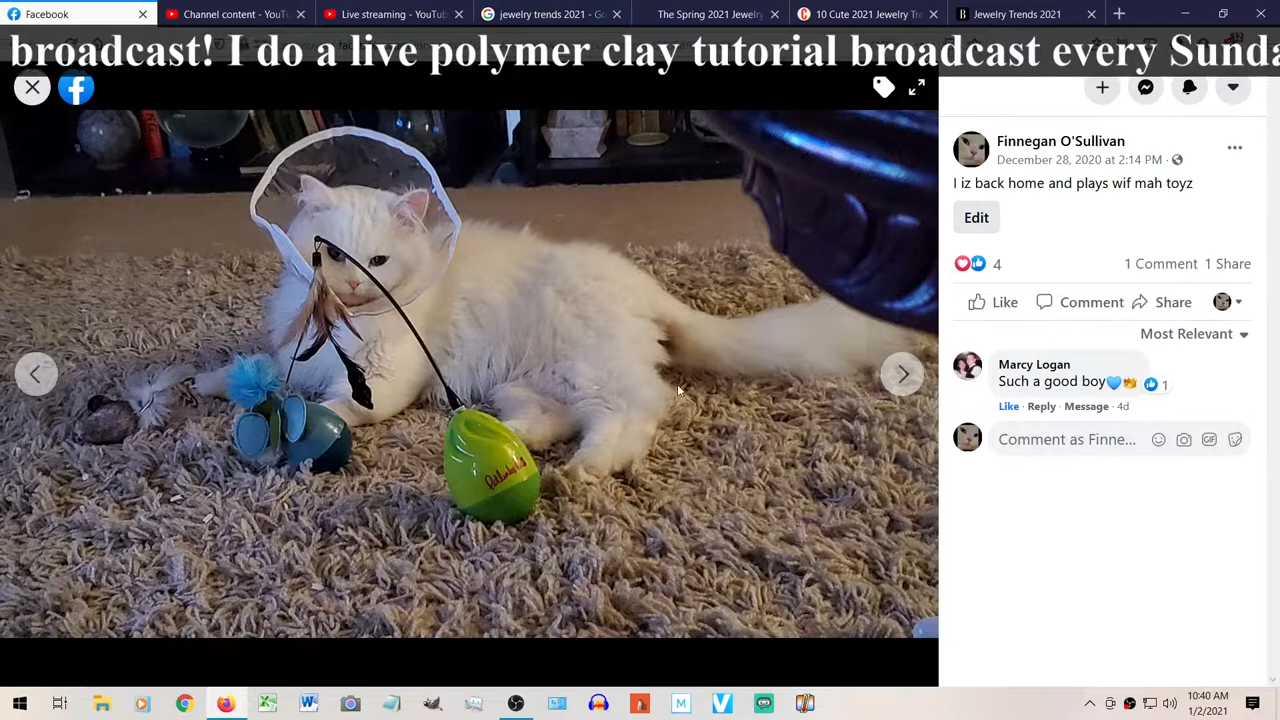 Facebook
Channel content - YouTu
Live streaming - YouTu
jewelry trends 2021 - Go
The Spring 2021 Jewelr
10 Cute 2021 Jewelry Tre
Jewelry Trends 2021
broadcast! I do a live polymer clay tutorial broadcast every Sunda
Finnegan O'Sullivan
December 28, 2020 at 2:14 PM ·
I iz back home and plays wif mah toyz
Edit
4
1 Comment 1 Share
Like Comment Share
Most Relevant
Marcy Logan
Such a good boy💙👏 1
Like · Reply · Message · 4d
Comment as Finne...
10:40 AM
1/2/2021